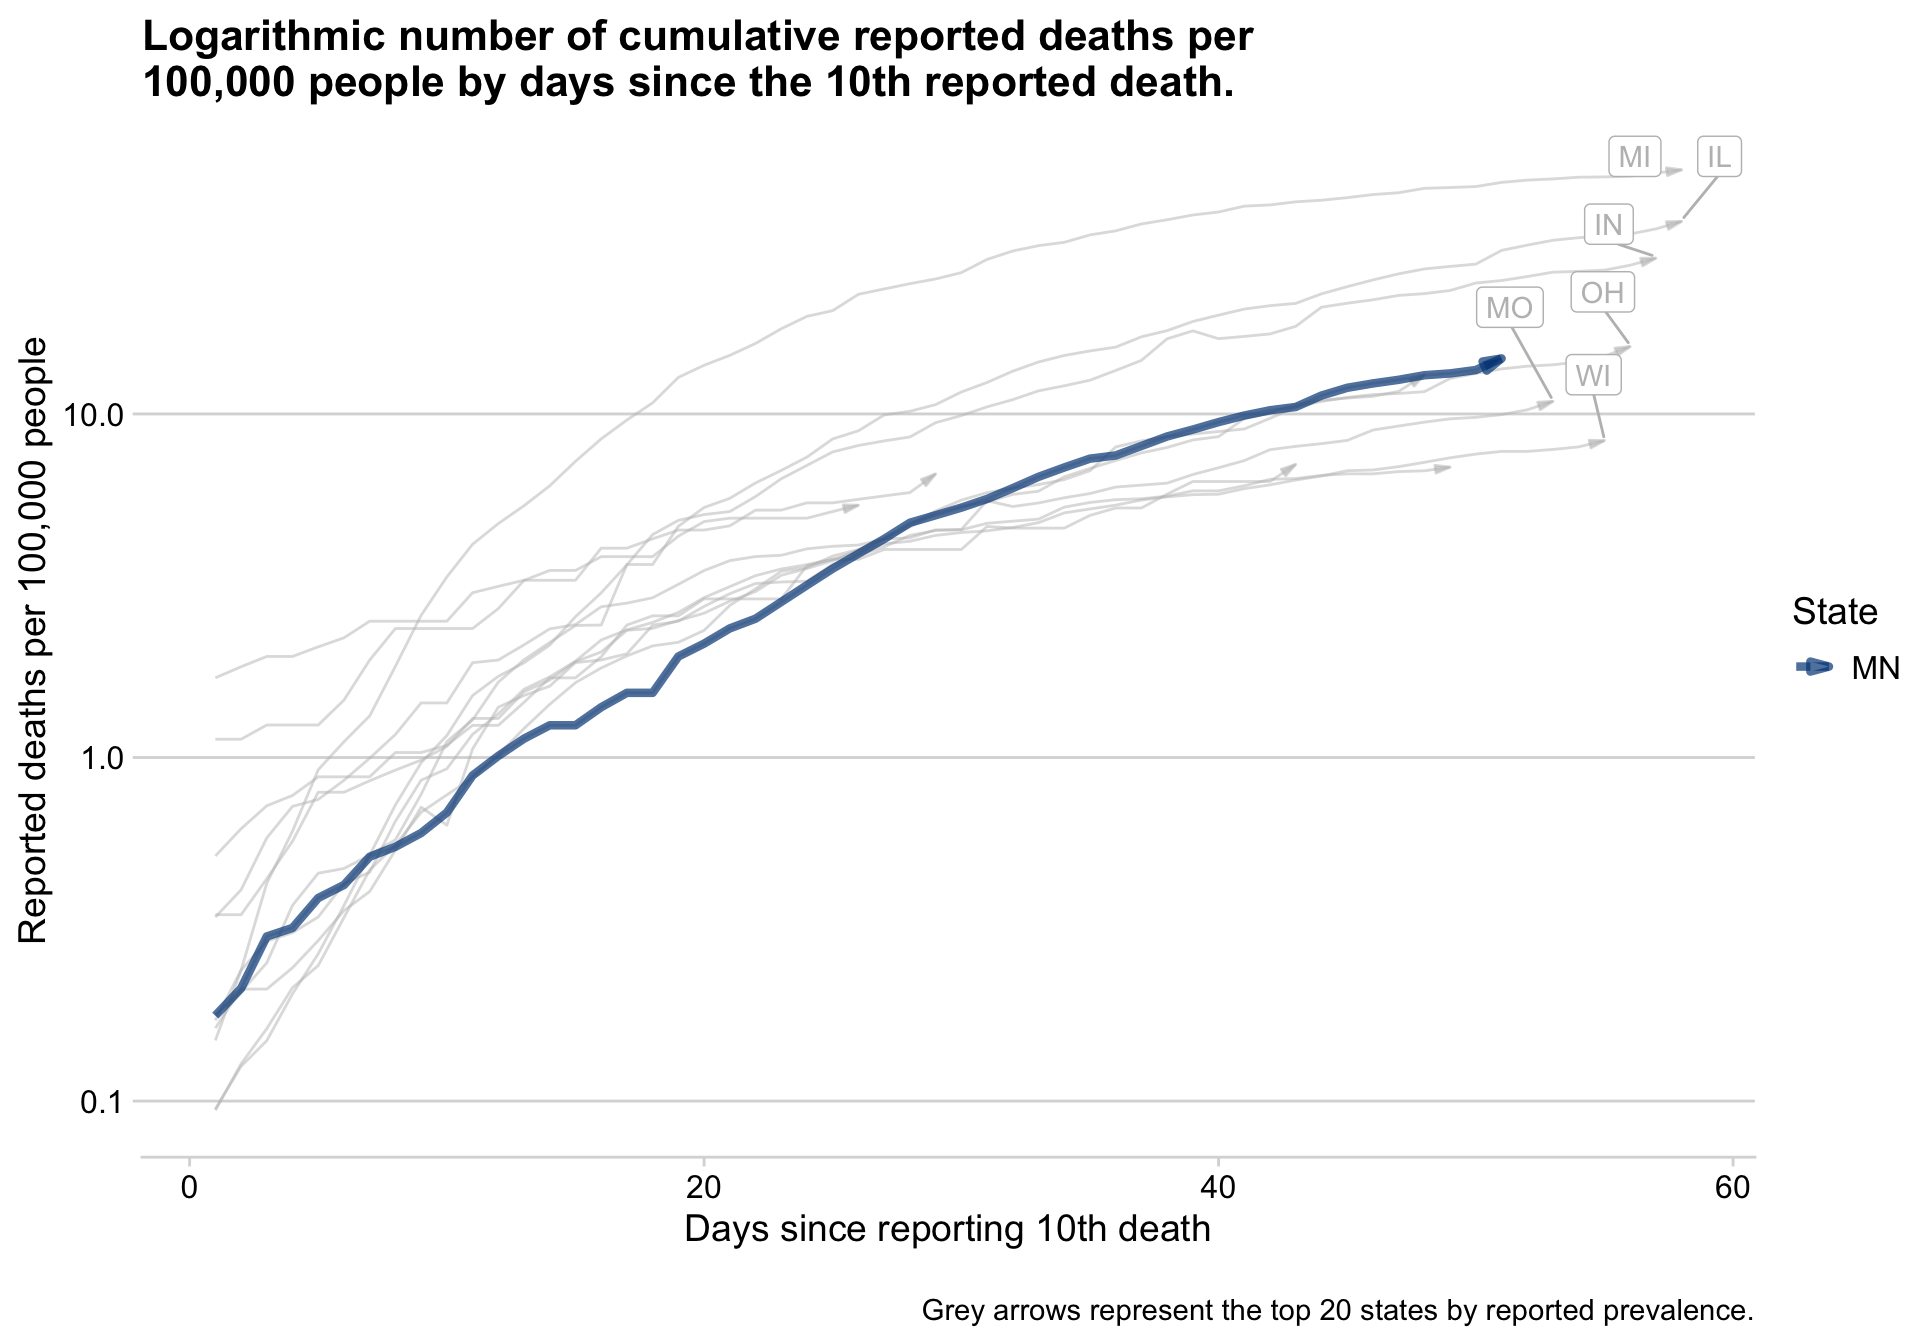 Logarithmic number of cumulative reported deaths per
100,000 people by days since the 10th reported death.
MI
IL
IN
OH
MO
WI
Reported deaths per 100,000 people
10.0
1.0
0.1
State
MN
0
20
40
60
Days since reporting 10th death
Grey arrows represent the top 20 states by reported prevalence.